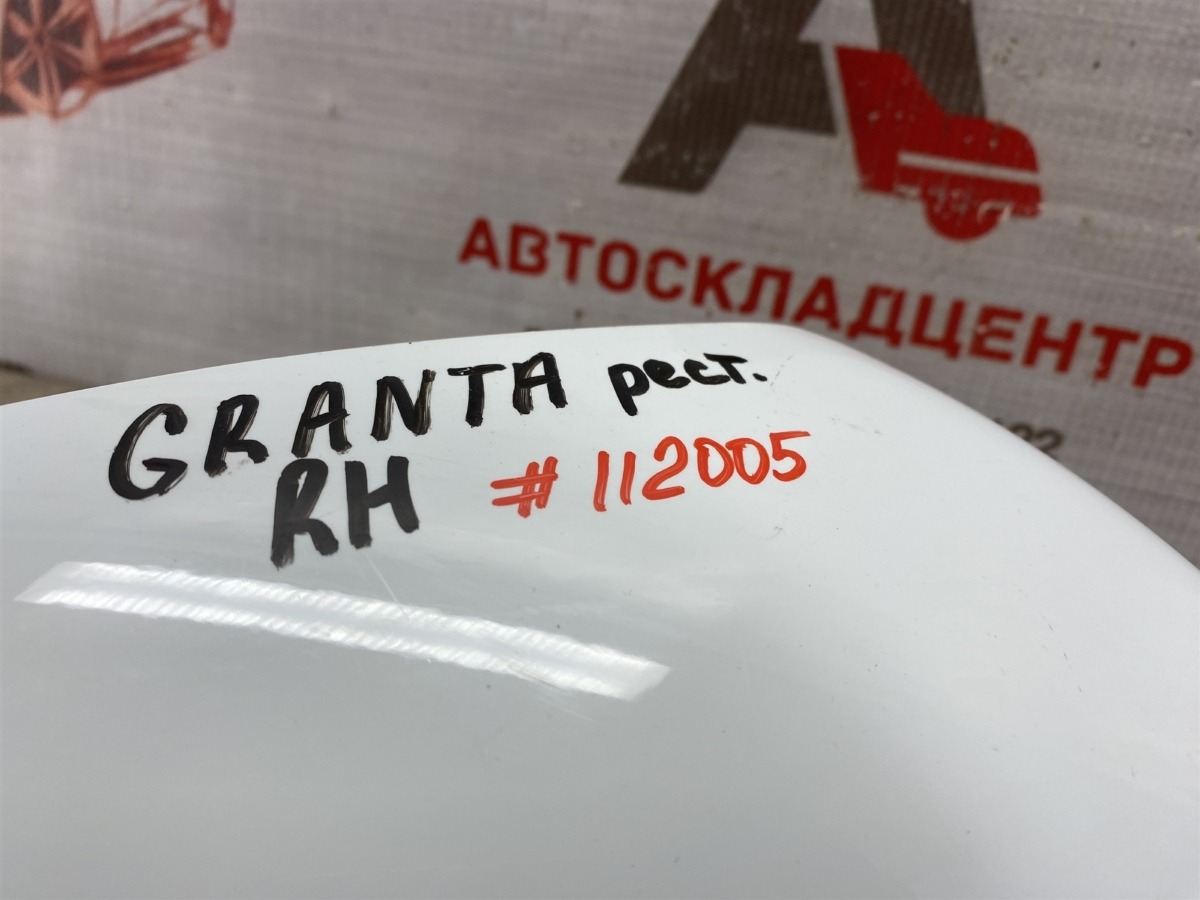 АВТОСКЛАДЦЕНТР
GRANTA рест.
RH # 112005